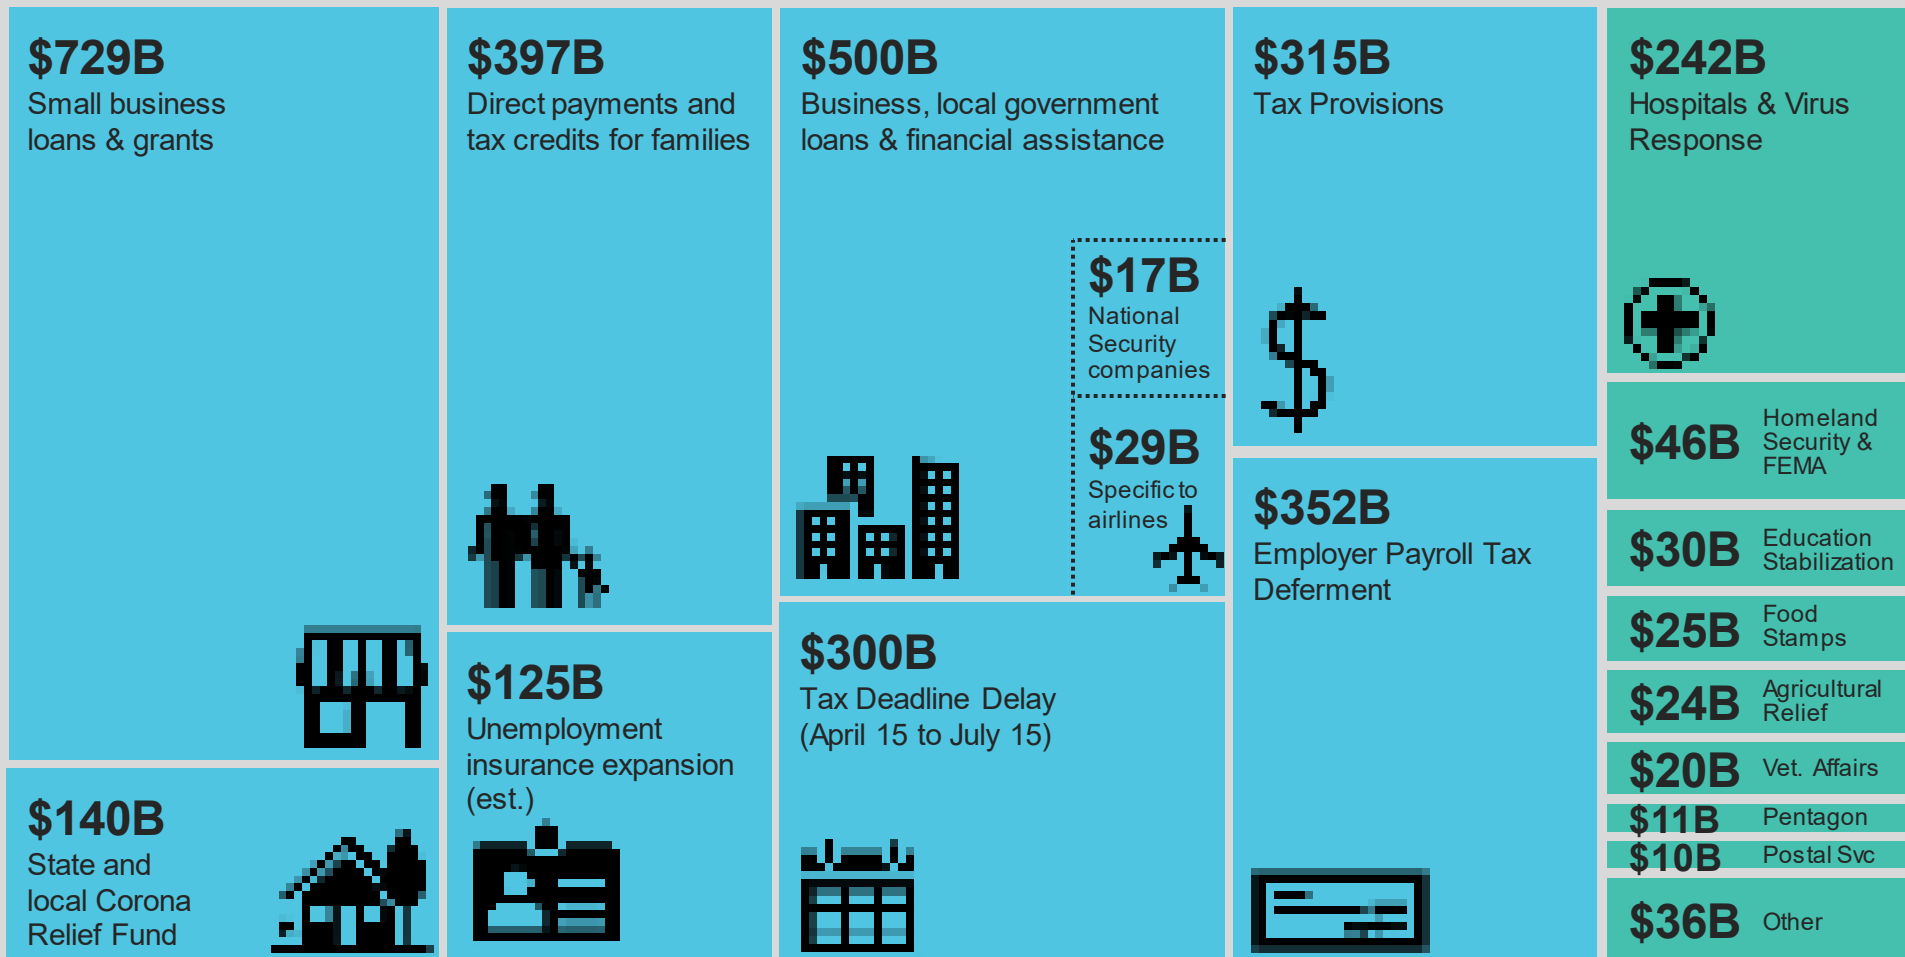 $729B
Small business
loans & grants
$140B
State and
local Corona
Relief Fund
$397B
Direct payments and
tax credits for families
$125B
Unemployment
insurance expansion
(est.)
$500B
Business, local government
loans & financial assistance
$17B
National
Security
companies
$29B
Specific to
airlines
$300B
Tax Deadline Delay
(April 15 to July 15)
$315B
Tax Provisions
$352B
Employer Payroll Tax
Deferment
$242B
Hospitals & Virus
Response
$46B
Homeland
Security &
FEMA
$30B
Education
Stabilization
$25B
Food
Stamps
$24B
Agricultural
Relief
$20B Vet. Affairs
$11B Pentagon
$10B Postal Svc
$36B Other